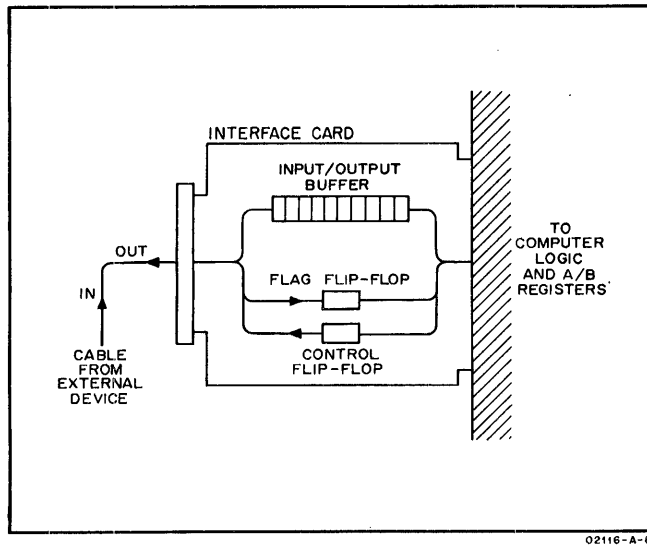 INTERFACE CARD
INPUT/OUTPUT
BUFFER
OUT
IN
FLAG FLIP-FLOP
CONTROL
FLIP-FLOP
CABLE
FROM
EXTERNAL
DEVICE
TO
COMPUTER
LOGIC
AND A/B
REGISTERS